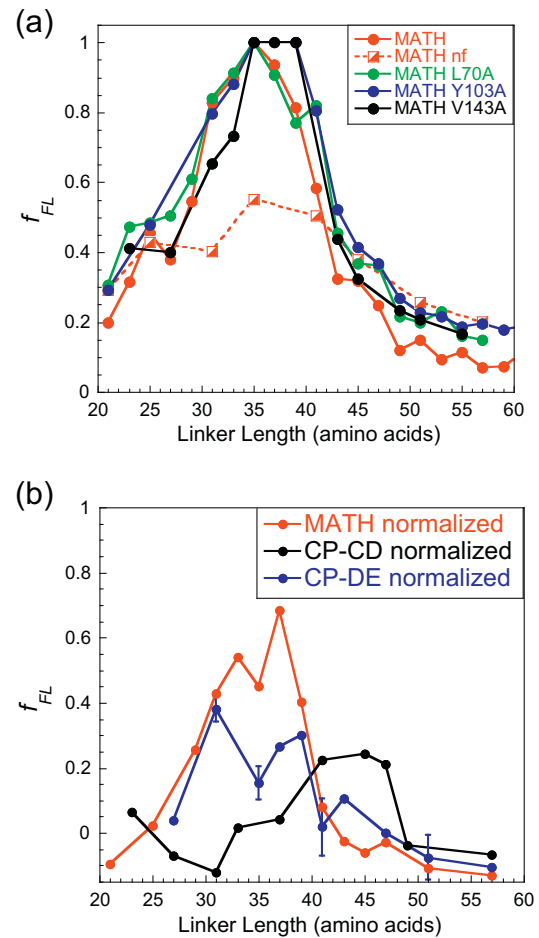 (a)
MATH
MATH nf
MATH L70A
MATH Y103A
MATH V143A
1
0.8
0.6
0.4
0.2
0
f_FL
20 25 30 35 40 45 50 55 60
Linker Length (amino acids)
(b)
MATH normalized
CP-CD normalized
CP-DE normalized
1
0.8
0.6
0.4
0.2
0
f_FL
20 25 30 35 40 45 50 55 60
Linker Length (amino acids)